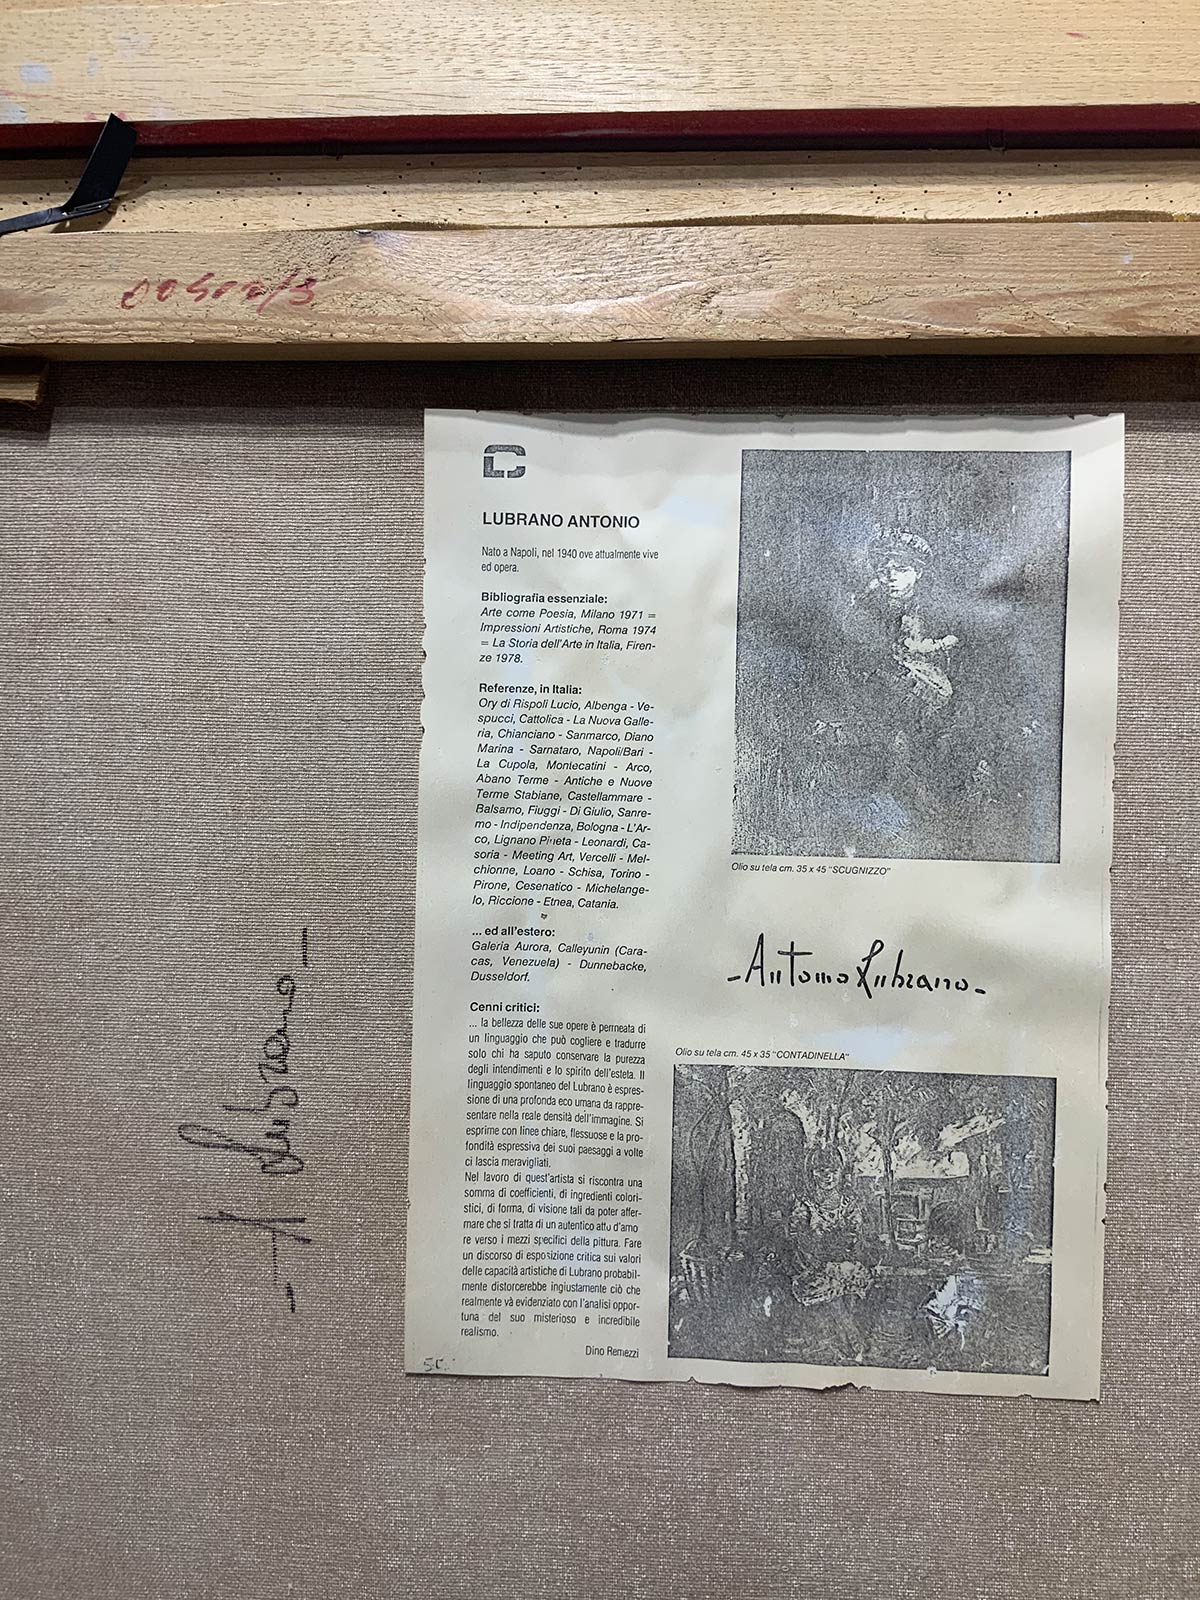 LUBRANO ANTONIO
Nato a Napoli, nel 1940 ove attualmente vive
ed opera.
Bibliografia essenziale:
Arte come Poesia, Milano 1971 =
Impressioni Artistiche, Roma 1974
= La Storia dell'Arte in Italia, Firen-
ze 1978.
Referenze, in Italia:
Ory di Rispoli Lucio, Albenga - Ve-
spucci, Cattolica - La Nuova Galle-
ria, Chianciano - Sanmarco, Diano
Marina - Sarnataro, Napoli/Bari -
La Cupola, Montecatini - Arco,
Abano Terme - Antiche e Nuove
Terme Stabiane, Castellammare -
Balsamo, Fiuggi - Di Giulio, Sanre-
mo - Indipendenza, Bologna - L'Ar-
co, Lignano Pineta - Leonardi, Ca-
soria - Meeting Art, Vercelli - Mel-
chionne, Loano - Schisa, Torino -
Pirone, Cesenatico - Michelange-
lo, Riccione - Etnea, Catania.
... ed all'estero:
Galeria Aurora, Calleyunin (Cara-
cas, Venezuela) - Dunnebacke,
Dusseldorf.
Cenni critici:
... la bellezza delle sue opere è permeata di
un linguaggio che può cogliere e tradurre
solo chi ha saputo conservare la purezza
degli intendimenti e lo spirito dell'esteta. Il
linguaggio spontaneo del Lubrano è espres-
sione di una profonda eco umana da rappre-
sentare nella reale densità dell'immagine. Si
esprime con linee chiare, flessuose e la pro-
fondità espressiva dei suoi paesaggi a volte
ci lascia meravigliati.
Nel lavoro di quest'artista si riscontra una
somma di coefficienti, di ingredienti colori-
stici, di forma, di visione tali da poter affer-
mare che si tratta di un autentico atto d'amo
re verso i mezzi specifici della pittura. Fare
un discorso di esposizione critica sui valori
delle capacità artistiche di Lubrano probabil-
mente distorcerebbe ingiustamente ciò che
realmente và evidenziato con l'analisi oppor-
tuna del suo misterioso e incredibile
realismo.
Dino Remezzi
Olio su tela cm. 35 x 45 "SCUGNIZZO"
- Antonio Lubrano -
Olio su tela cm. 45 x 35 "CONTADINELLA"
- A Lubrano -